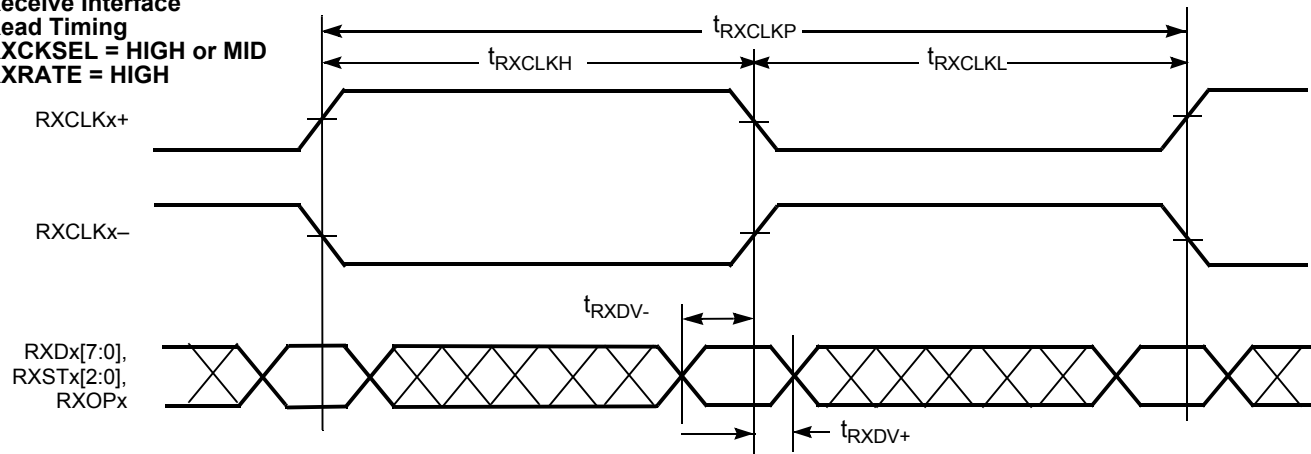 eceive Interface
ead Timing
XCKSEL = HIGH or MID
XRATE = HIGH
tRXCLKP
tRXCLKH
tRXCLKL
RXCLKx+
RXCLKx–
tRXDV-
RXDx[7:0],
RXSTx[2:0],
RXOPx
tRXDV+